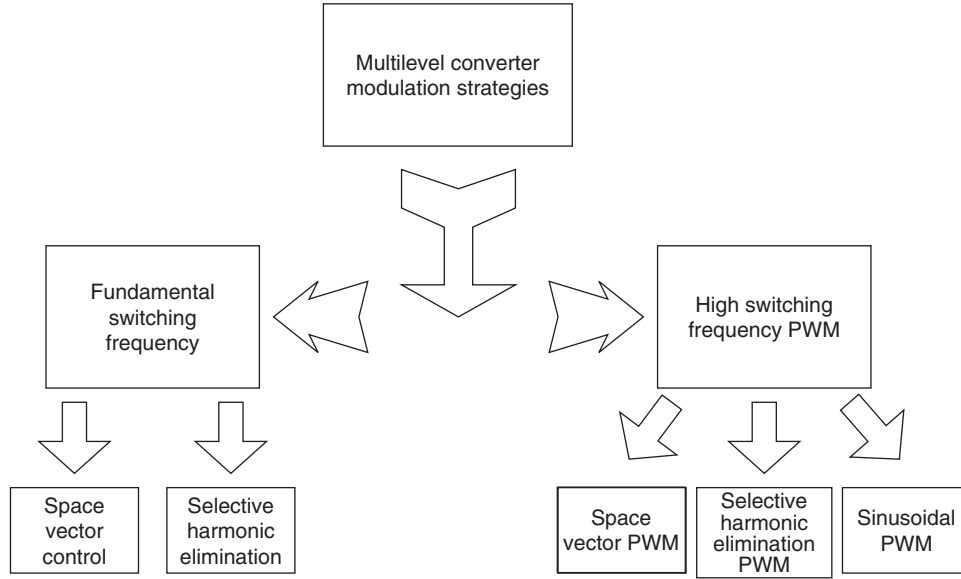 Multilevel converter
modulation strategies
Fundamental
switching
frequency
High switching
frequency PWM
Space
vector
control
Selective
harmonic
elimination
Space
vector PWM
Selective
harmonic
elimination PWM
PWM
Sinusoidal
PWM